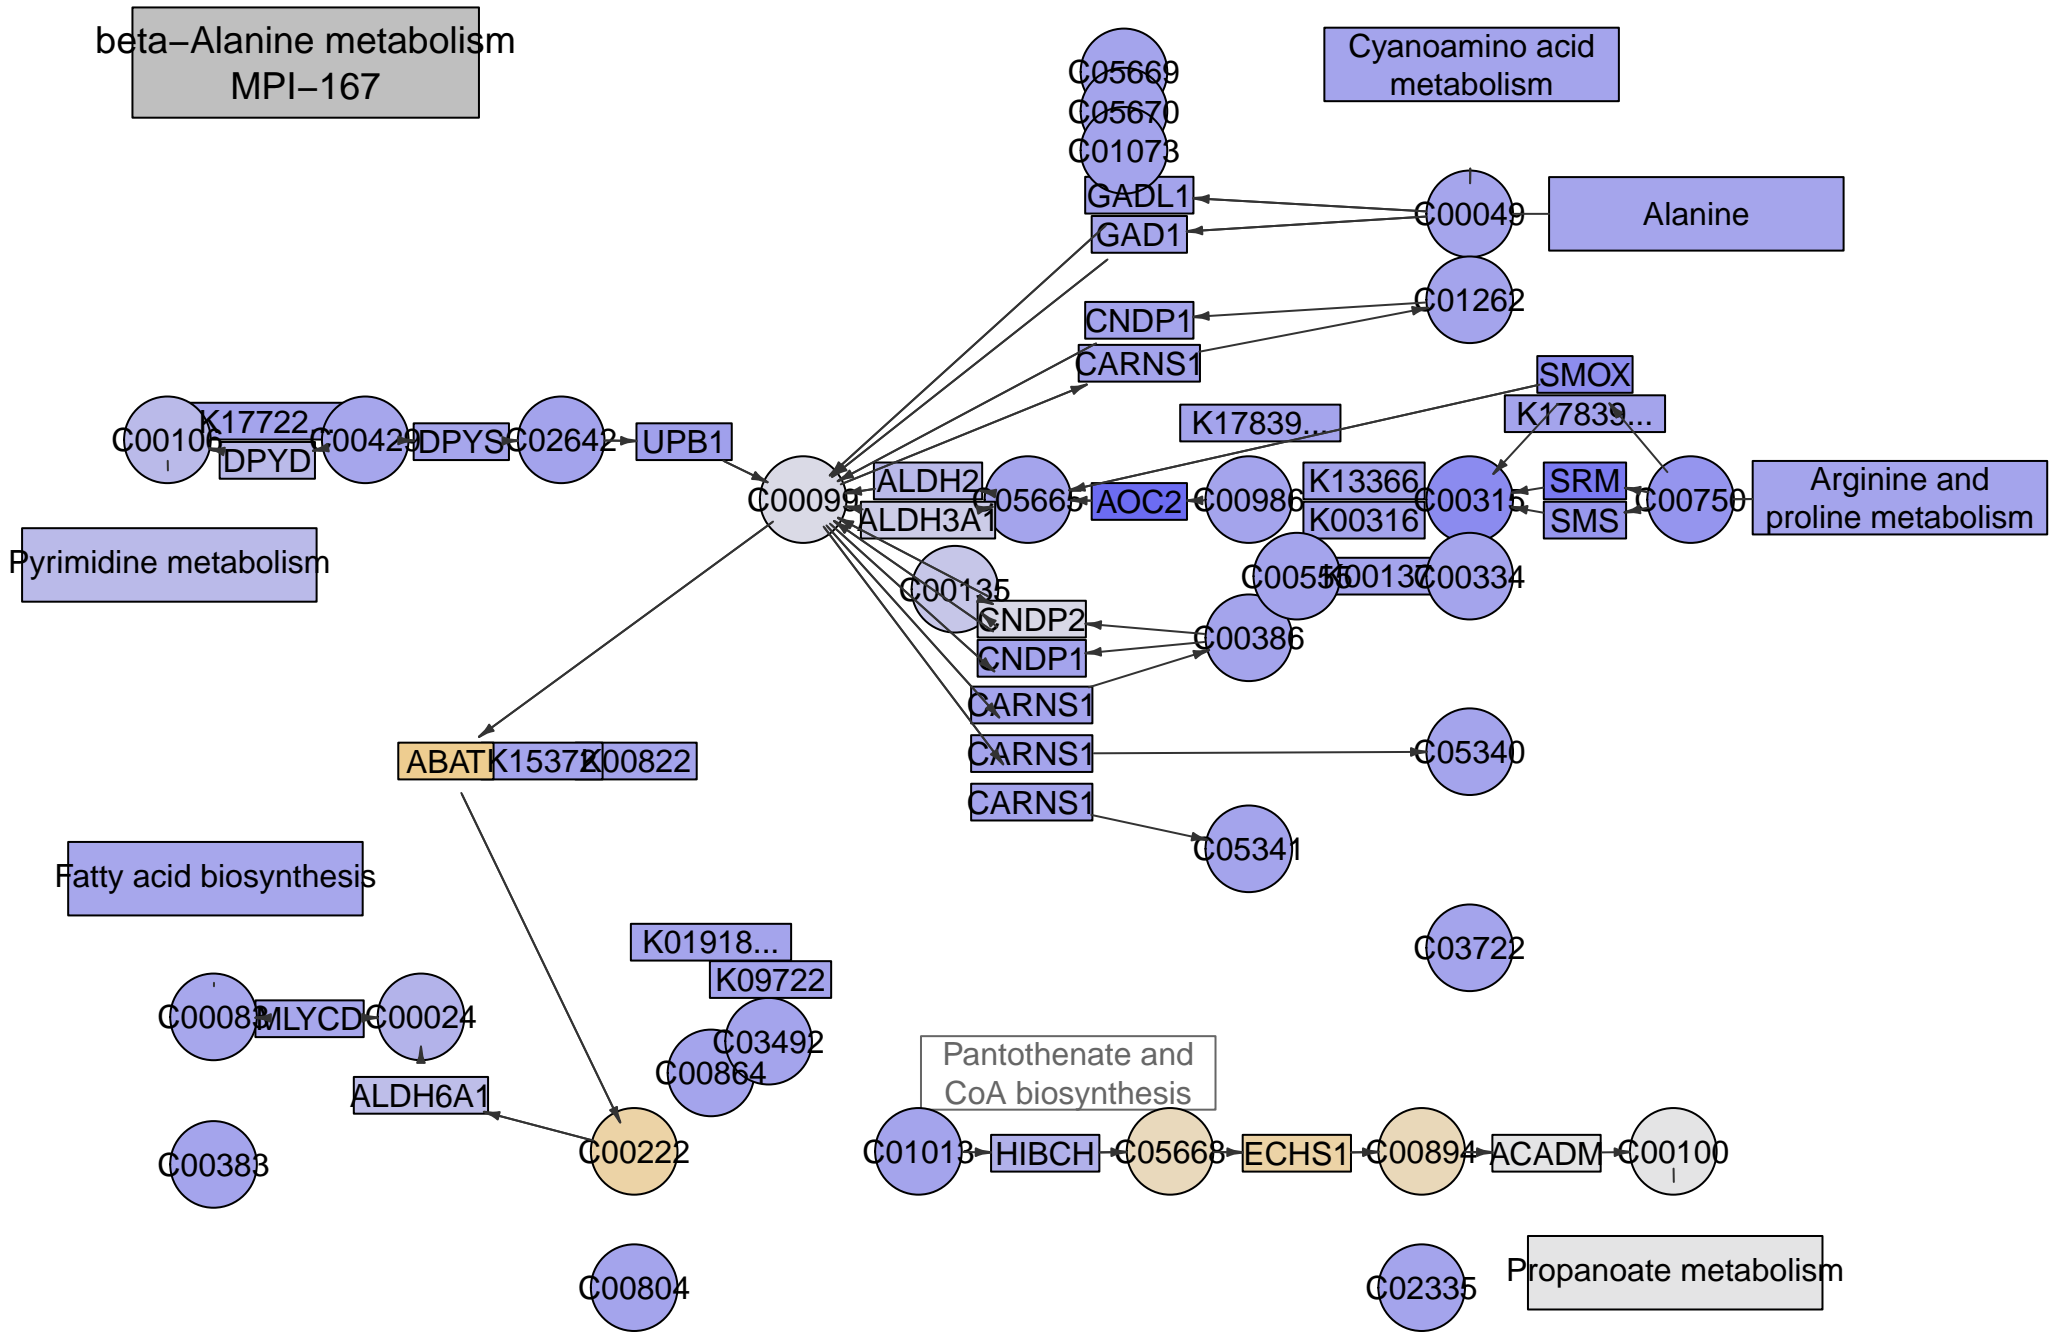 beta−Alanine metabolism
MPI−167
C05669
C05670
C01073
Cyanoamino acid
metabolism
GADL1
GAD1
C00049
Alanine
CNDP1
CARNS1
C01262
SMOX
K17839...
K17839...
C00106
K17722...
DPYD
C00429
DPYS
C02642
UPB1
C00099
ALDH2
ALDH3A1
C05665
AOC2
C00986
K13366
K00316
C00315
SRM
SMS
C00750
Arginine and
proline metabolism
Pyrimidine metabolism
C00135
C00555
K00137
C00334
CNDP2
CNDP1
C00386
CARNS1
CARNS1
CARNS1
C05340
C05341
ABAT
K15372
K00822
Fatty acid biosynthesis
K01918...
K09722
C03722
C00083
MLYCD
C00024
C03492
C00864
ALDH6A1
Pantothenate and
CoA biosynthesis
C00383
C00222
C01013
HIBCH
C05668
ECHS1
C00894
ACADM
C00100
C00804
C02335
Propanoate metabolism